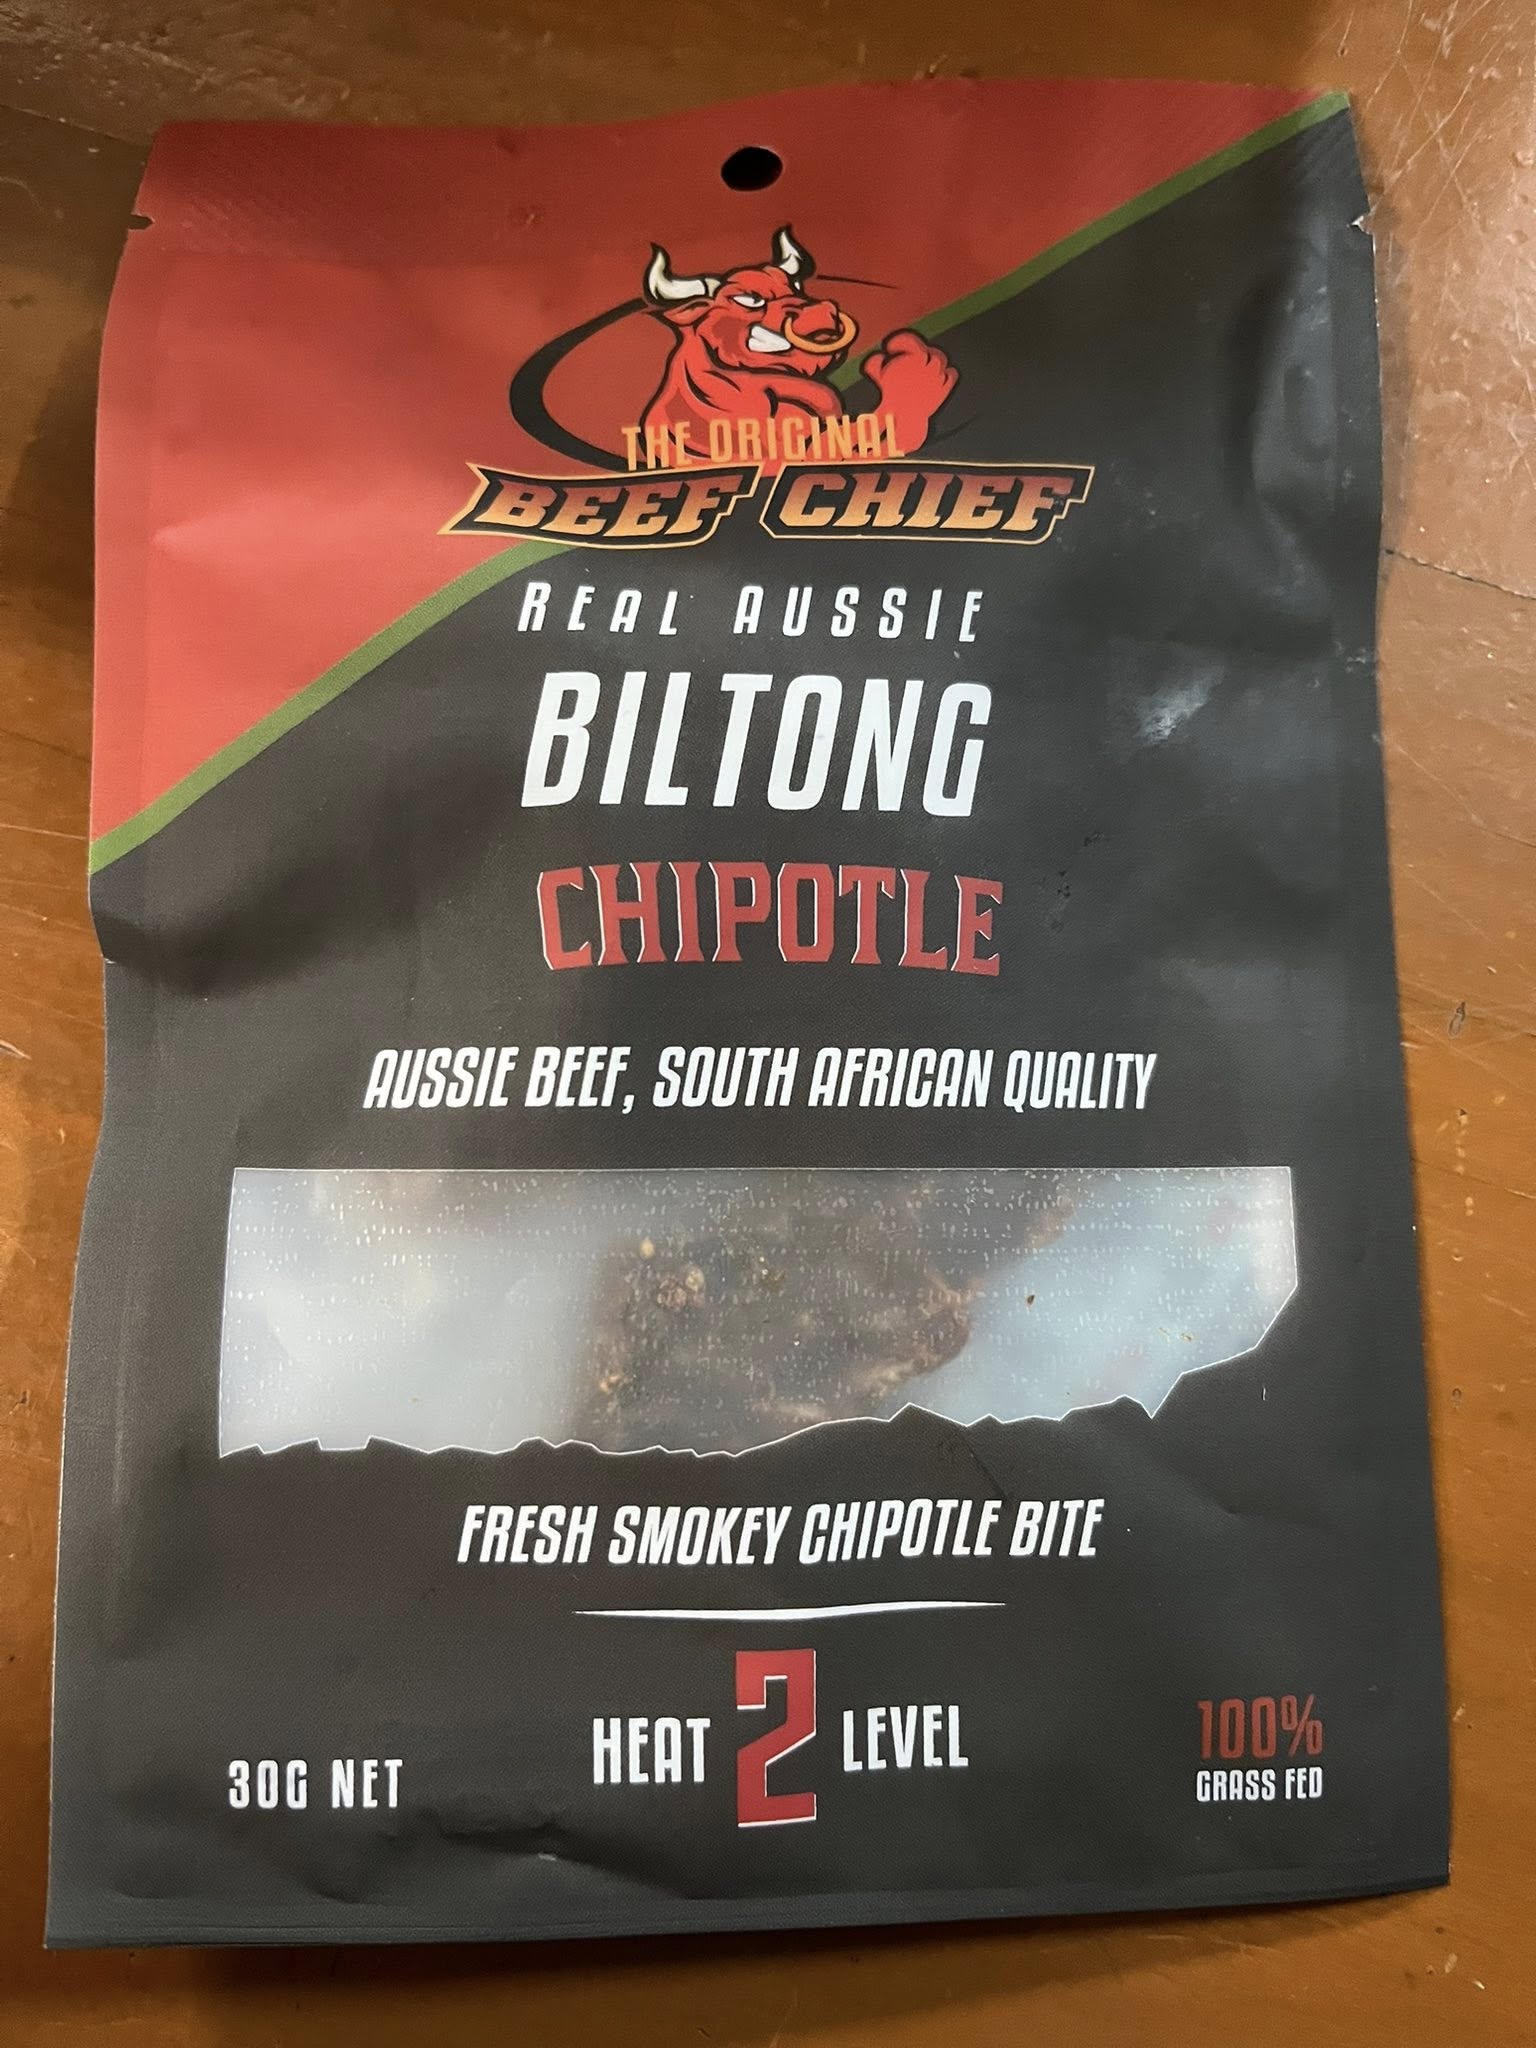 THE ORIGINAL
BEEF CHIEF
REAL AUSSIE
BILTONG
CHIPOTLE
AUSSIE BEEF, SOUTH AFRICAN QUALITY
FRESH SMOKEY CHIPOTLE BITE
HEAT 2 LEVEL
30G NET
100%
GRASS FED